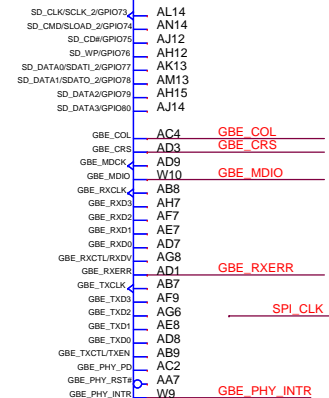 SD_CLK/SCLK_2/GPIO73 AL14
SD_CMD/SLOAD_2/GPIO74 AN14
SD_CD#/GPIO75 AJ12
SD_WP/GPIO76 AH12
SD_DATA0/SDATI_2/GPIO77 AK13
SD_DATA1/SDATO_2/GPIO78 AM13
SD_DATA2/GPIO79 AH15
SD_DATA3/GPIO80 AJ14
GBE_COL AC4 GBE_COL
GBE_CRS AD3 GBE_CRS
GBE_MDCK AD9
GBE_MDIO W10 GBE_MDIO
GBE_RXCLK AB8
GBE_RXD3 AH7
GBE_RXD2 AF7
GBE_RXD1 AE7
GBE_RXD0 AD7
GBE_RXCTL/RXDV AG8
GBE_RXERR AD1 GBE_RXERR
GBE_TXCLK AB7
GBE_TXD3 AF9
GBE_TXD2 AG6 SPI_CLK
GBE_TXD1 AE8
GBE_TXD0 AD8
GBE_TXCTL/TXEN AB9
GBE_PHY_PD AC2
GBE_PHY_RST# AA7
GBE_PHY_INTR W9 GBE_PHY_INTR